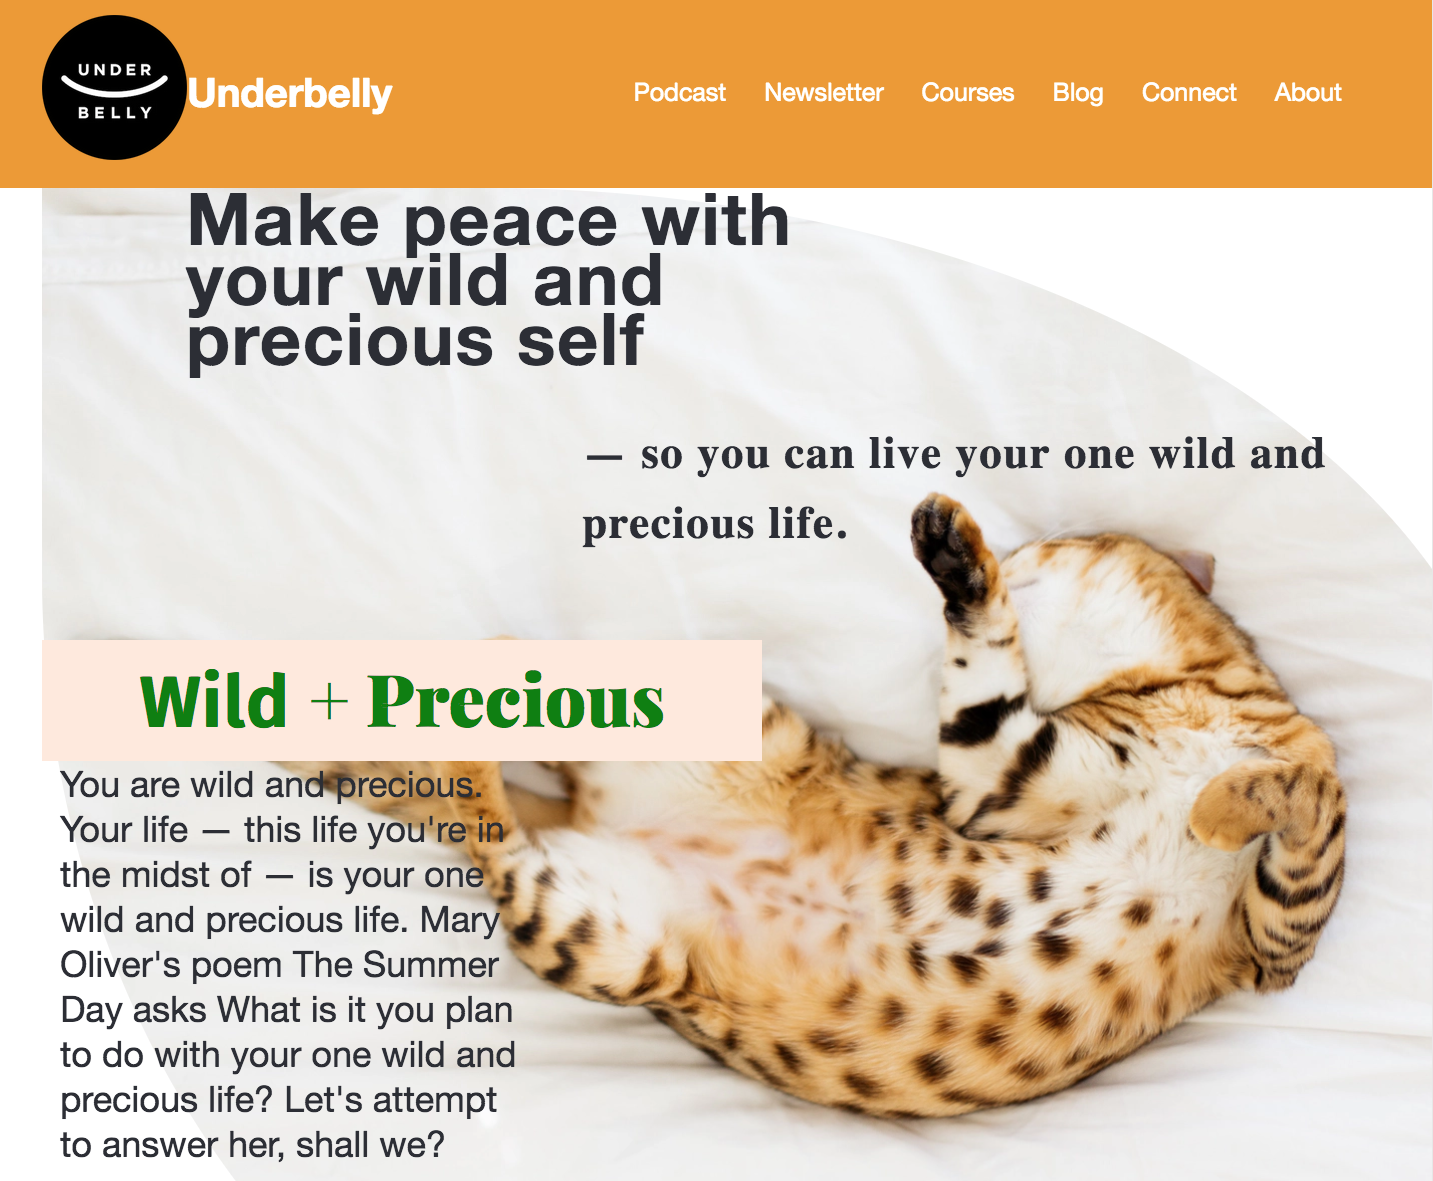 UNDER
BELLY
Underbelly
Podcast Newsletter Courses Blog Connect About
Make peace with
your wild and
precious self
— so you can live your one wild and
precious life.
Wild + Precious
You are wild and precious.
Your life — this life you're in
the midst of — is your one
wild and precious life. Mary
Oliver's poem The Summer
Day asks What is it you plan
to do with your one wild and
precious life? Let's attempt
to answer her, shall we?